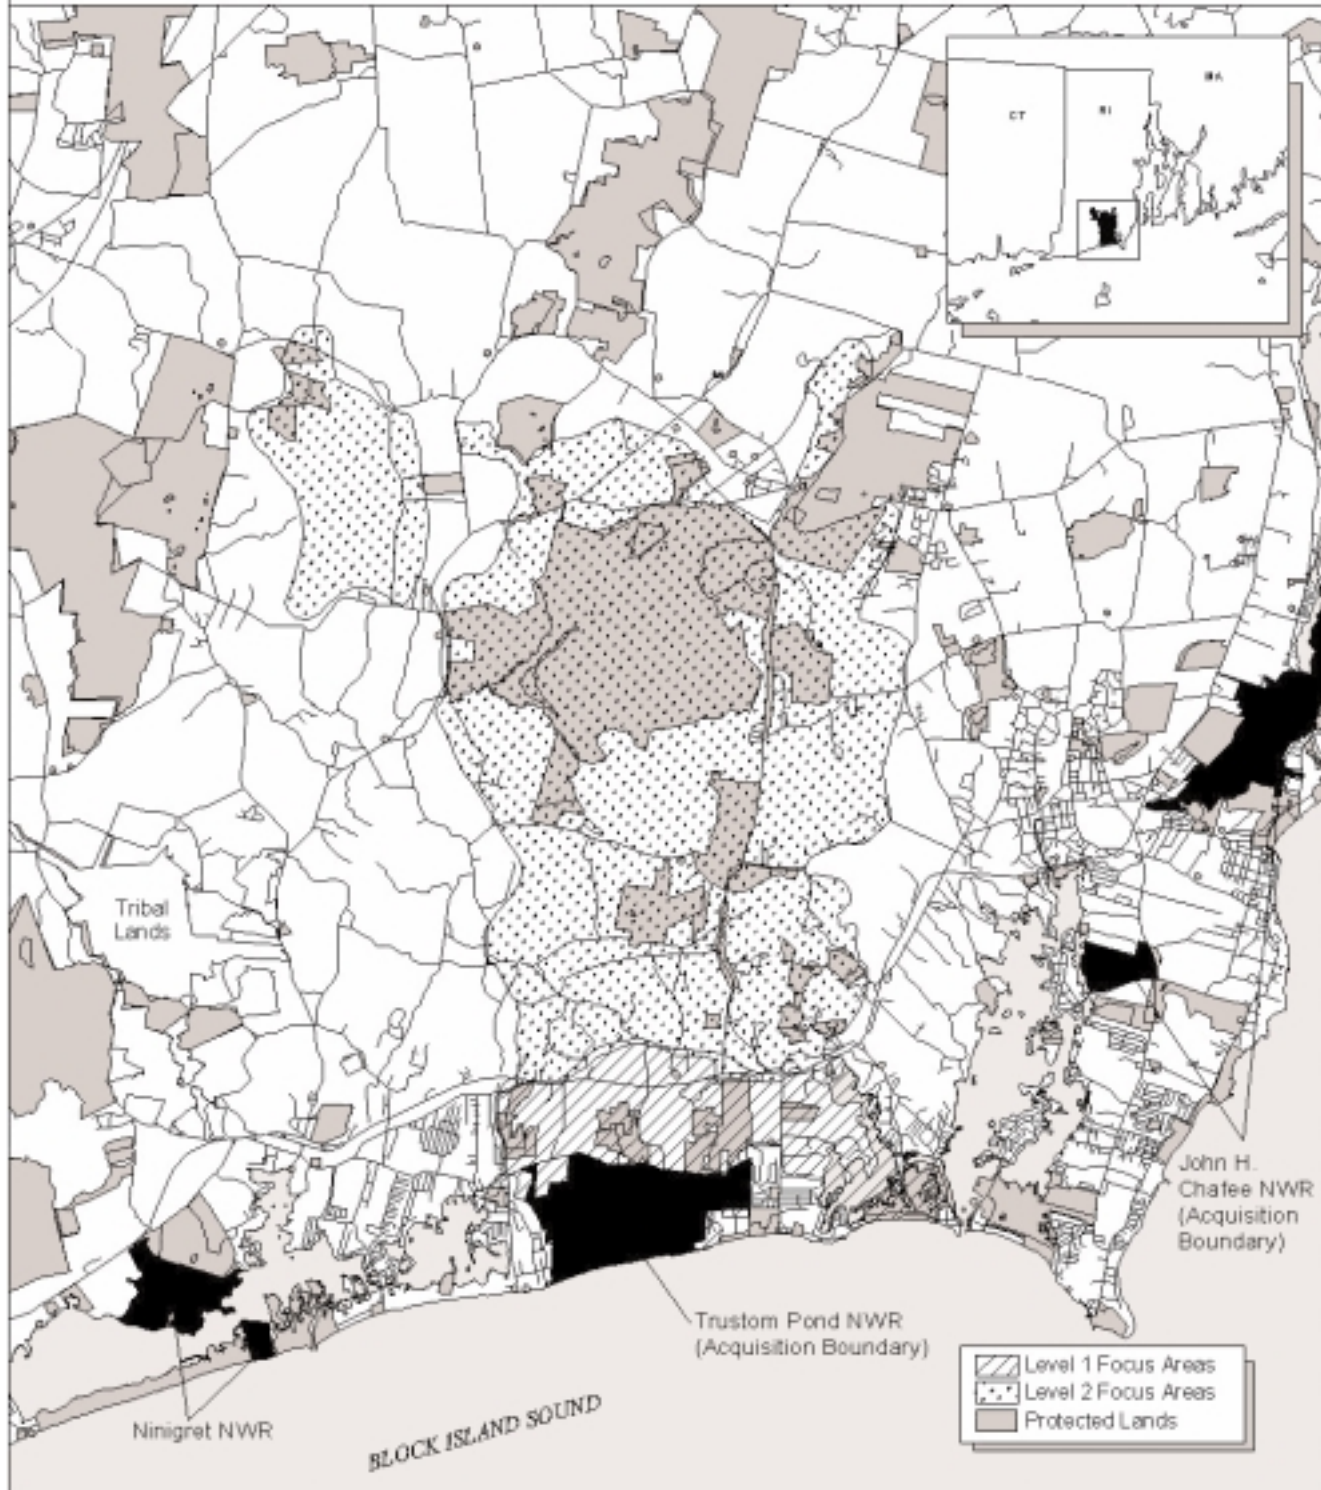 MA
CT
RI
Tribal
Lands
John H.
Chafee NWR
(Acquisition
Boundary)
Trustom Pond NWR
(Acquisition Boundary)
Level 1 Focus Areas
Level 2 Focus Areas
Protected Lands
Ninigret NWR
BLOCK ISLAND SOUND